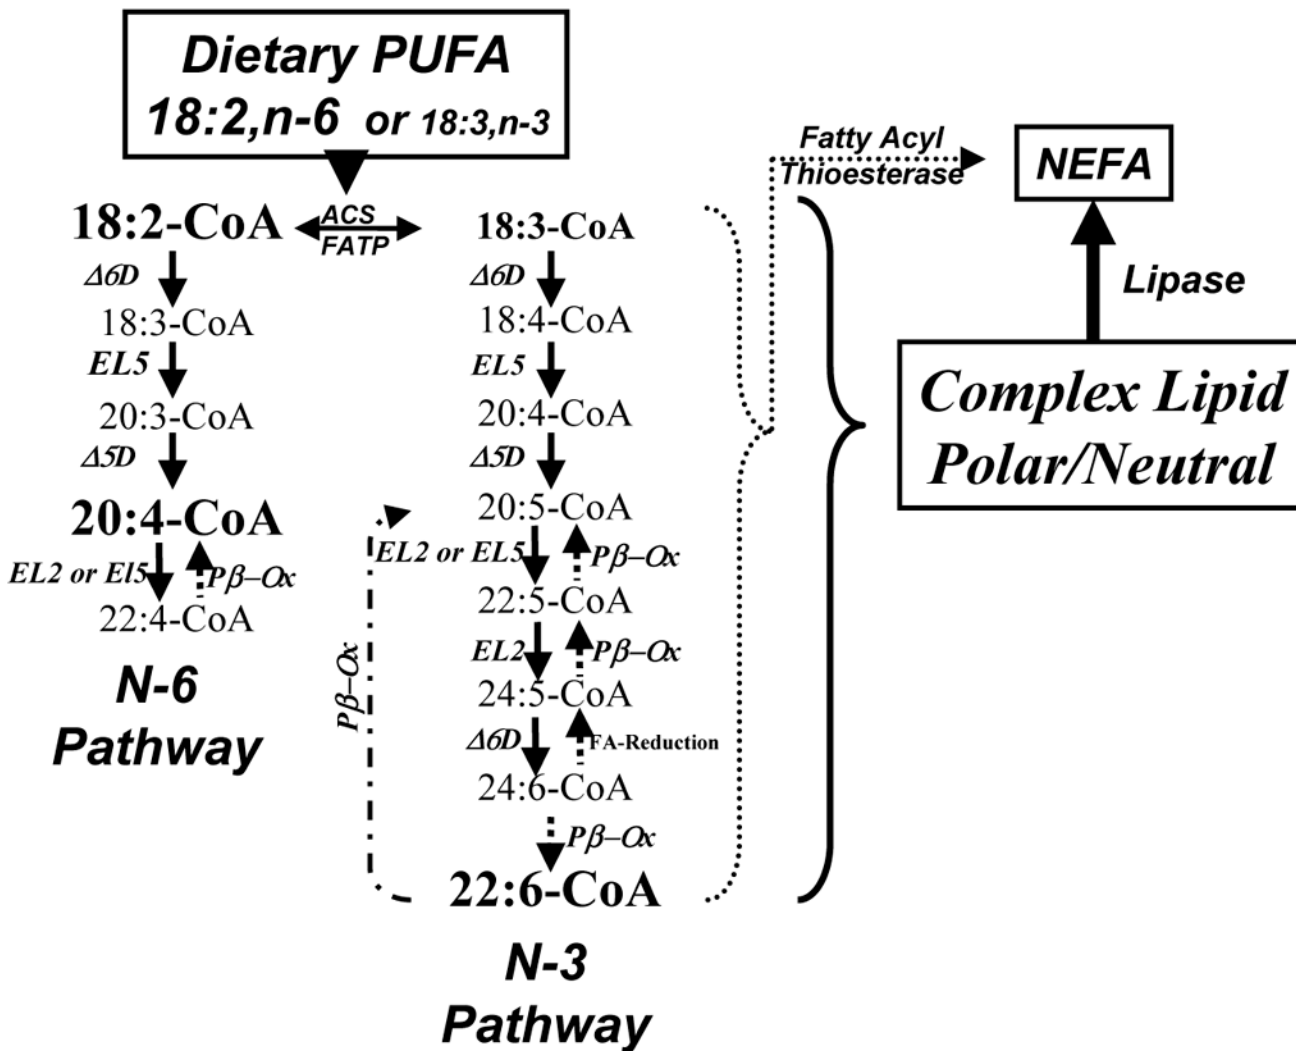 Dietary PUFA
18:2,n-6 or 18:3,n-3
18:2-CoA
Δ6D
18:3-CoA
EL5
20:3-CoA
Δ5D
20:4-CoA
EL2 or El5
Pβ–Ox
22:4-CoA
N-6
Pathway
ACS
FATP
18:3-CoA
Δ6D
18:4-CoA
EL5
20:4-CoA
Δ5D
20:5-CoA
EL2 or EL5
Pβ–Ox
22:5-CoA
EL2
Pβ–Ox
24:5-CoA
Δ6D
FA-Reduction
24:6-CoA
Pβ–Ox
22:6-CoA
Pβ–Ox
N-3
Pathway
Fatty Acyl
Thioesterase
NEFA
Lipase
Complex Lipid
Polar/Neutral